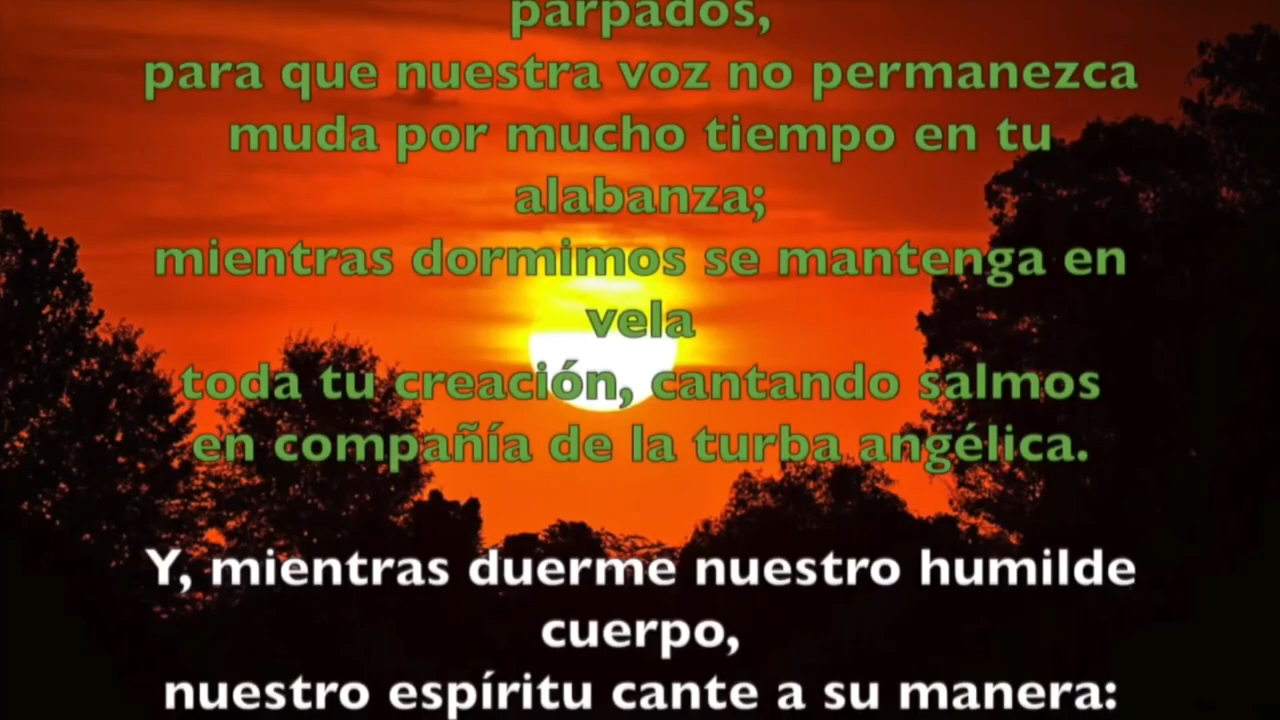 párpados,
para que nuestra voz no permanezca
muda por mucho tiempo en tu
alabanza;
mientras dormimos se mantenga en
vela
toda tu creación, cantando salmos
en compañía de la turba angélica.
Y, mientras duerme nuestro humilde
cuerpo,
nuestro espíritu cante a su manera: